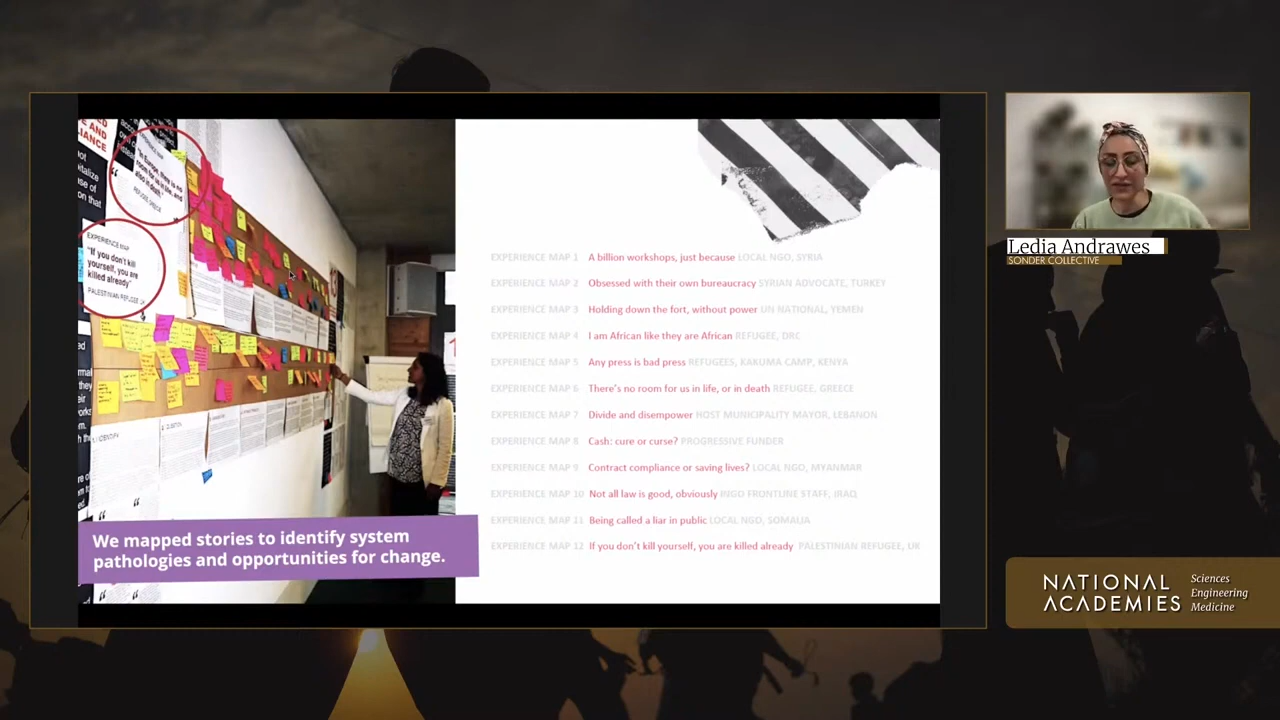 EXPERIENCE MAP
"If you don't kill
yourself, you are
killed already"
We mapped stories to identify system
pathologies and opportunities for change.
EXPERIENCE MAP 1 A billion workshops, just because LOCAL NGO, SYRIA
EXPERIENCE MAP 2 Obsessed with their own bureaucracy SYRIAN ADVOCATE, TURKEY
EXPERIENCE MAP 3 Holding down the fort, without power UN NATIONAL, YEMEN
EXPERIENCE MAP 4 I am African like they are African REFUGEE, DRC
EXPERIENCE MAP 5 Any press is bad press REFUGEES, KAKUMA CAMP, KENYA
EXPERIENCE MAP 6 There's no room for us in life, or in death REFUGEE, GREECE
EXPERIENCE MAP 7 Divide and disempower HOST MUNICIPALITY MAYOR, LEBANON
EXPERIENCE MAP 8 Cash: cure or curse? PROGRESSIVE FUNDER
EXPERIENCE MAP 9 Contract compliance or saving lives? LOCAL NGO, MYANMAR
EXPERIENCE MAP 10 Not all law is good, obviously INGO FRONTLINE STAFF, IRAQ
EXPERIENCE MAP 11 Being called a liar in public LOCAL NGO, SOMALIA
EXPERIENCE MAP 12 If you don't kill yourself, you are killed already PALESTINIAN REFUGEE, UK
Ledia Andrawes
SONDER COLLECTIVE
NATIONAL
ACADEMIES
Sciences
Engineering
Medicine